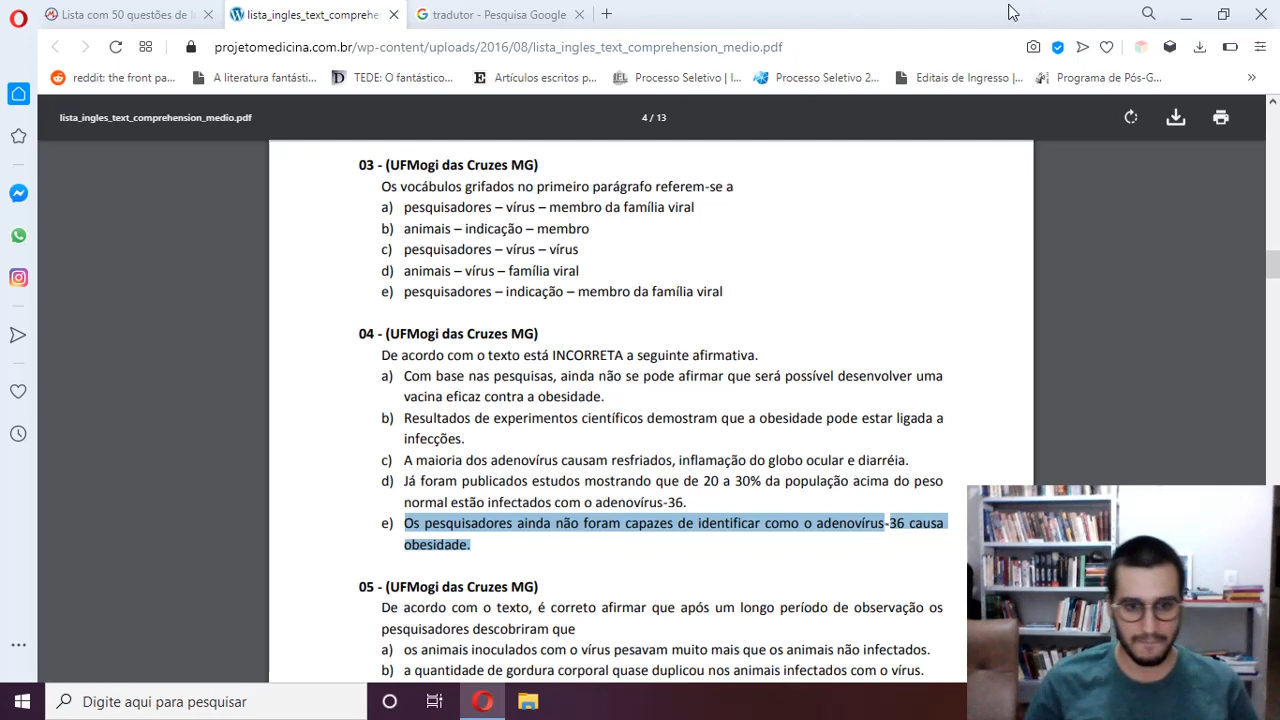 Lista com 50 questões de i
lista_ingles_text_comprehe
tradutor - Pesquisa Google
projetomedicina.com.br/wp-content/uploads/2016/08/lista_ingles_text_comprehension_medio.pdf
reddit: the front pa...
A literatura fantásti...
TEDE: O fantástico...
Artículos escritos p...
Processo Seletivo | I...
Processo Seletivo 2...
Editais de Ingresso |...
Programa de Pós-G...
lista_ingles_text_comprehension_medio.pdf
4 / 13
03 - (UFMogi das Cruzes MG)
Os vocábulos grifados no primeiro parágrafo referem-se a
a) pesquisadores – vírus – membro da família viral
b) animais – indicação – membro
c) pesquisadores – vírus – vírus
d) animais – vírus – família viral
e) pesquisadores – indicação – membro da família viral
04 - (UFMogi das Cruzes MG)
De acordo com o texto está INCORRETA a seguinte afirmativa.
a) Com base nas pesquisas, ainda não se pode afirmar que será possível desenvolver uma
vacina eficaz contra a obesidade.
b) Resultados de experimentos científicos demostram que a obesidade pode estar ligada a
infecções.
c) A maioria dos adenovírus causam resfriados, inflamação do globo ocular e diarréia.
d) Já foram publicados estudos mostrando que de 20 a 30% da população acima do peso
normal estão infectados com o adenovírus-36.
e) Os pesquisadores ainda não foram capazes de identificar como o adenovírus-36 causa
obesidade.
05 - (UFMogi das Cruzes MG)
De acordo com o texto, é correto afirmar que após um longo período de observação os
pesquisadores descobriram que
a) os animais inoculados com o vírus pesavam muito mais que os animais não infectados.
b) a quantidade de gordura corporal quase duplicou nos animais infectados com o vírus.
Digite aqui para pesquisar